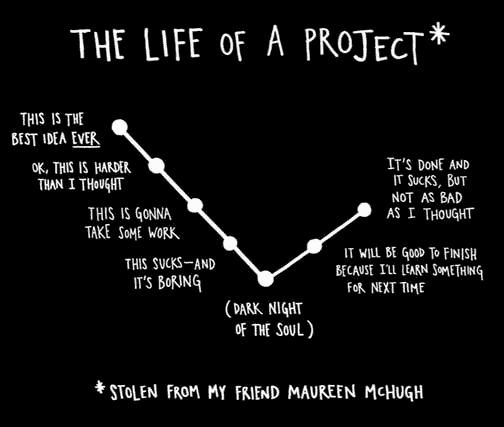 THE LIFE OF A PROJECT*
THIS IS THE
BEST IDEA EVER
OK, THIS IS HARDER
THAN I THOUGHT
THIS IS GONNA
TAKE SOME WORK
THIS SUCKS—AND
IT'S BORING
(DARK NIGHT
OF THE SOUL)
IT WILL BE GOOD TO FINISH
BECAUSE I'LL LEARN SOMETHING
FOR NEXT TIME
IT'S DONE AND
IT SUCKS, BUT
NOT AS BAD
AS I THOUGHT
*STOLEN FROM MY FRIEND MAUREEN MCHUGH